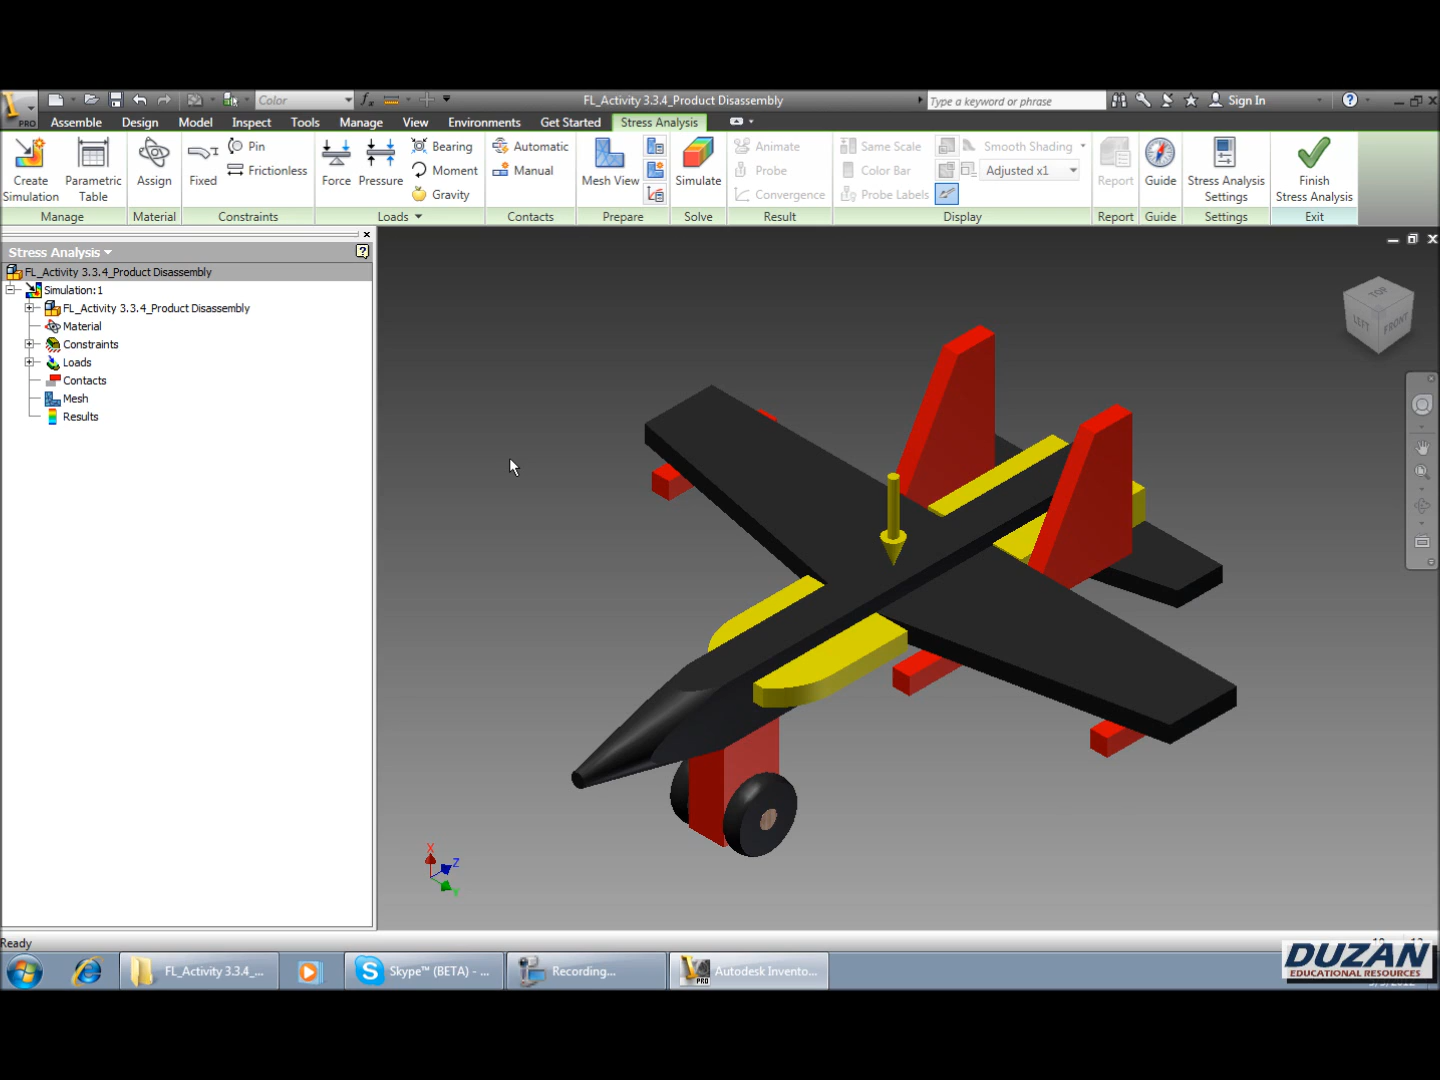 PRO
Color
FL_Activity 3.3.4_Product Disassembly
Type a keyword or phrase
Sign In
Assemble Design Model Inspect Tools Manage View Environments Get Started Stress Analysis
Create Simulation
Parametric Table
Manage
Assign
Material
Fixed
Pin
Frictionless
Constraints
Force
Pressure
Bearing
Moment
Gravity
Loads
Automatic
Manual
Contacts
Mesh View
Prepare
Simulate
Solve
Animate
Probe
Convergence
Result
Same Scale
Color Bar
Probe Labels
Smooth Shading
Adjusted x1
Display
Report
Report
Guide
Guide
Stress Analysis Settings
Settings
Finish Stress Analysis
Exit
Stress Analysis
FL_Activity 3.3.4_Product Disassembly
Simulation:1
FL_Activity 3.3.4_Product Disassembly
Material
Constraints
Loads
Contacts
Mesh
Results
TOP
LEFT
FRONT
X
Z
Y
Ready
FL_Activity 3.3.4_...
Skype™ (BETA) - ...
Recording...
PRO
Autodesk Invento...
DUZAN
EDUCATIONAL RESOURCES